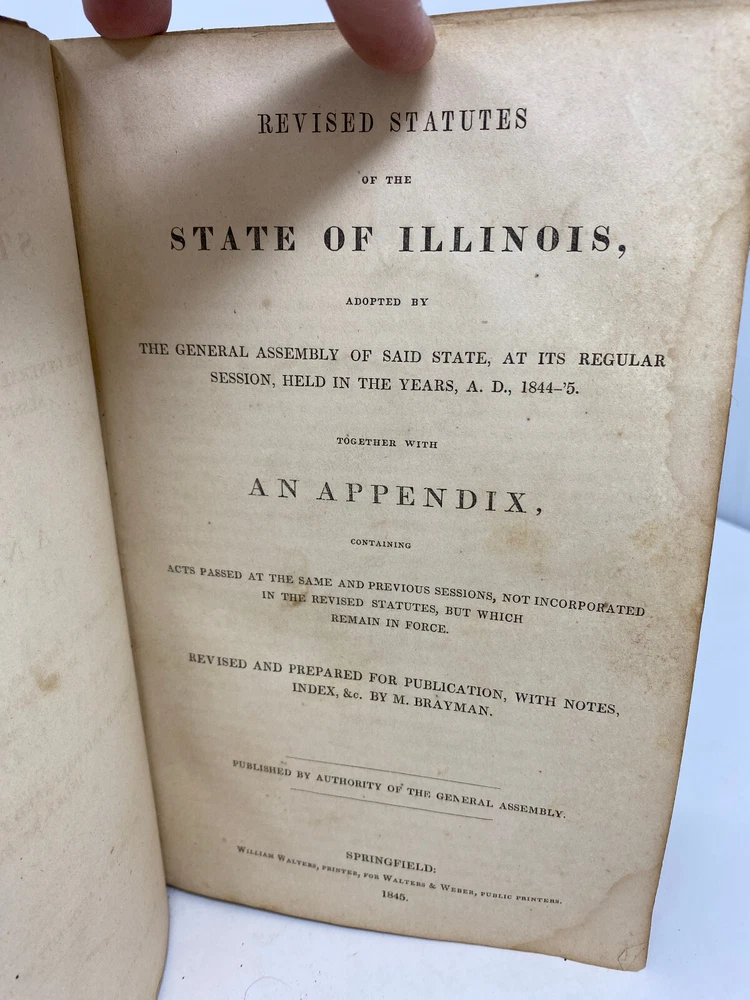 REVISED STATUTES
OF THE
STATE OF ILLINOIS,
ADOPTED BY
THE GENERAL ASSEMBLY OF SAID STATE, AT ITS REGULAR
SESSION, HELD IN THE YEARS, A. D., 1844-'5.
TOGETHER WITH
AN APPENDIX,
CONTAINING
ACTS PASSED AT THE SAME AND PREVIOUS SESSIONS, NOT INCORPORATED
IN THE REVISED STATUTES, BUT WHICH
REMAIN IN FORCE.
REVISED AND PREPARED FOR PUBLICATION, WITH NOTES,
INDEX, &c. BY M. BRAYMAN.
PUBLISHED BY AUTHORITY OF THE GENERAL ASSEMBLY.
SPRINGFIELD:
WILLIAM WALTERS, PRINTER, FOR WALTERS & WEBER, PUBLIC PRINTERS.
1845.